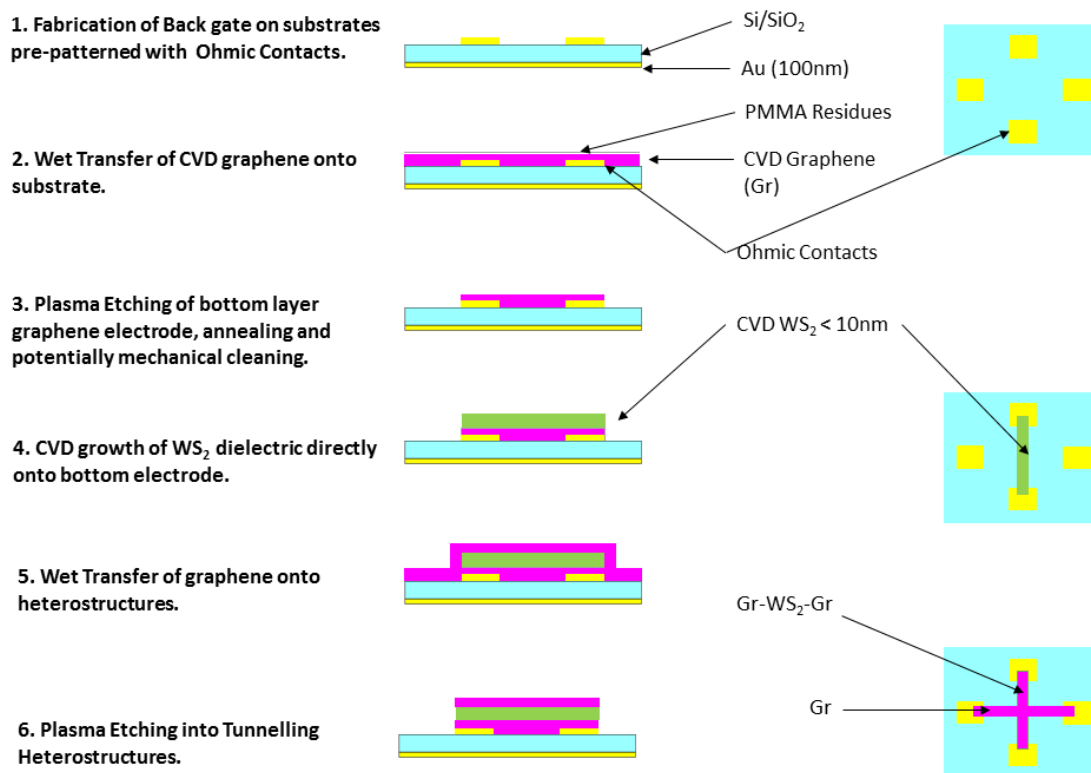 1. Fabrication of Back gate on substrates
pre-patterned with Ohmic Contacts.
Si/SiO₂
Au (100nm)
PMMA Residues
2. Wet Transfer of CVD graphene onto
substrate.
CVD Graphene
(Gr)
Ohmic Contacts
3. Plasma Etching of bottom layer
graphene electrode, annealing and
potentially mechanical cleaning.
CVD WS₂ < 10nm
4. CVD growth of WS₂ dielectric directly
onto bottom electrode.
5. Wet Transfer of graphene onto
heterostructures.
Gr-WS₂-Gr
Gr
6. Plasma Etching into Tunnelling
Heterostructures.